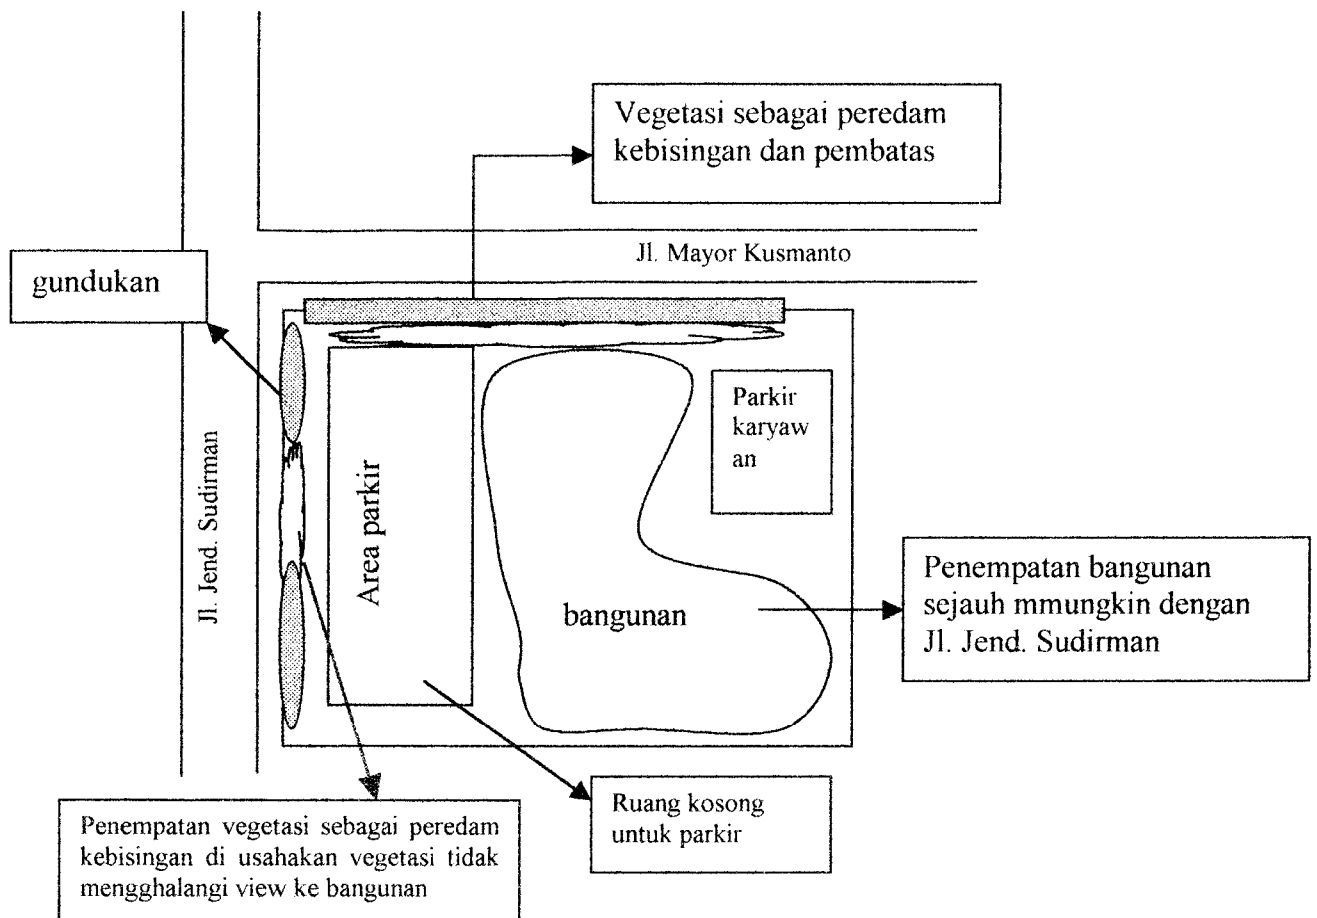 Vegetasi sebagai peredam
kebisingan dan pembatas
Jl. Mayor Kusmanto
gundukan
Parkir
karyaw
an
Area parkir
Jl. Jend. Sudirman
bangunan
Penempatan bangunan
sejauh mmungkin dengan
Jl. Jend. Sudirman
Ruang kosong
untuk parkir
Penempatan vegetasi sebagai peredam
kebisingan di usahakan vegetasi tidak
mengghalangi view ke bangunan